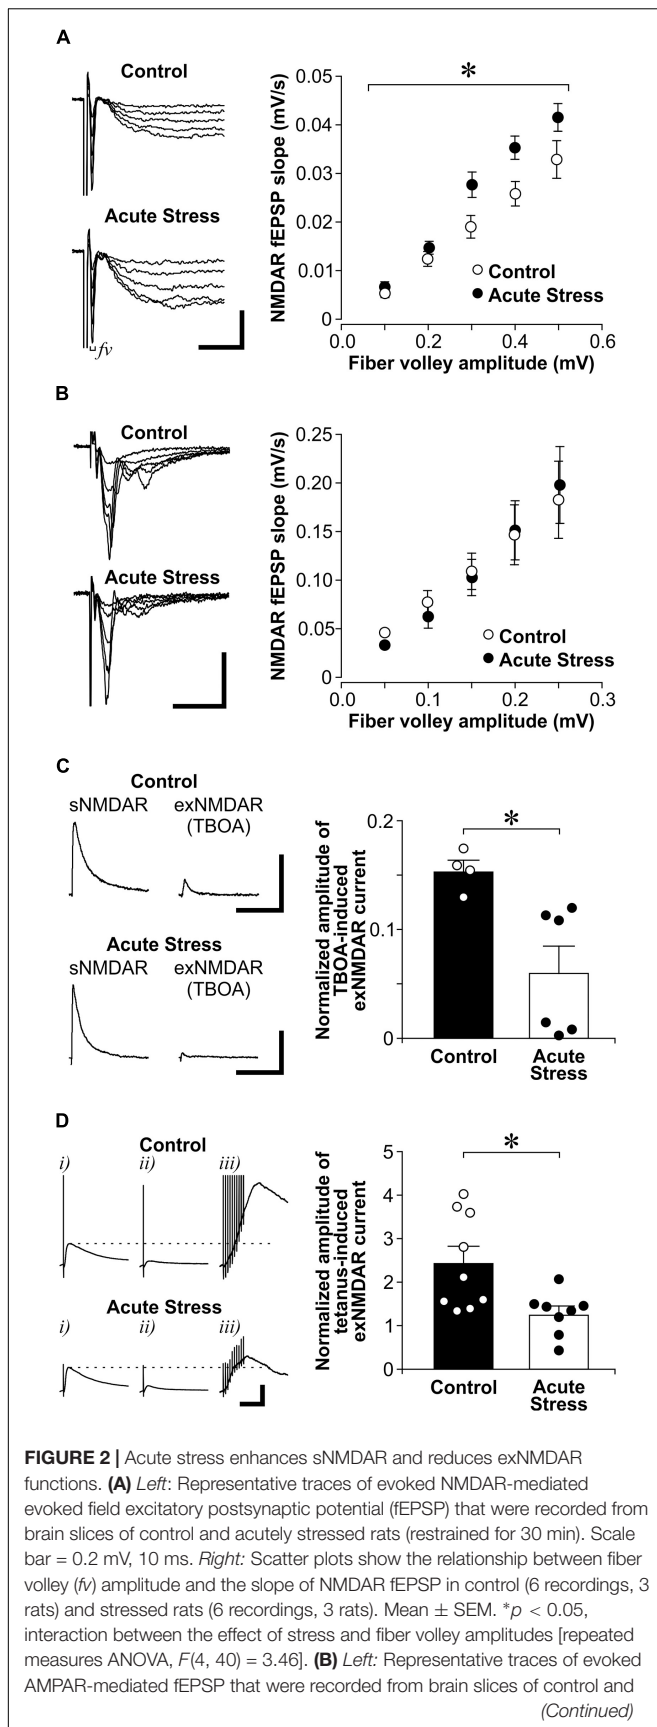 A
Control
Acute Stress
fv
NMDAR fEPSP slope (mV/s)
0.05
0.04
0.03
0.02
0.01
0
*
Control
Acute Stress
0.0 0.2 0.4 0.6
Fiber volley amplitude (mV)
B
Control
Acute Stress
NMDAR fEPSP slope (mV/s)
0.25
0.20
0.15
0.10
0.05
0
Control
Acute Stress
0.0 0.1 0.2 0.3
Fiber volley amplitude (mV)
C
Control
sNMDAR exNMDAR
(TBOA)
Acute Stress
sNMDAR exNMDAR
(TBOA)
Normalized amplitude of
TBOA-induced
exNMDAR current
0.2
0.1
0
*
Control Acute
Stress
D
Control
i) ii) iii)
Acute Stress
i) ii) iii)
Normalized amplitude of
tetanus-induced
exNMDAR current
5
4
3
2
1
0
*
Control Acute
Stress
FIGURE 2 | Acute stress enhances sNMDAR and reduces exNMDAR
functions. (A) Left: Representative traces of evoked NMDAR-mediated
evoked field excitatory postsynaptic potential (fEPSP) that were recorded from
brain slices of control and acutely stressed rats (restrained for 30 min). Scale
bar = 0.2 mV, 10 ms. Right: Scatter plots show the relationship between fiber
volley (fv) amplitude and the slope of NMDAR fEPSP in control (6 recordings, 3
rats) and stressed rats (6 recordings, 3 rats). Mean ± SEM. *p < 0.05,
interaction between the effect of stress and fiber volley amplitudes [repeated
measures ANOVA, F(4, 40) = 3.46]. (B) Left: Representative traces of evoked
AMPAR-mediated fEPSP that were recorded from brain slices of control and
(Continued)